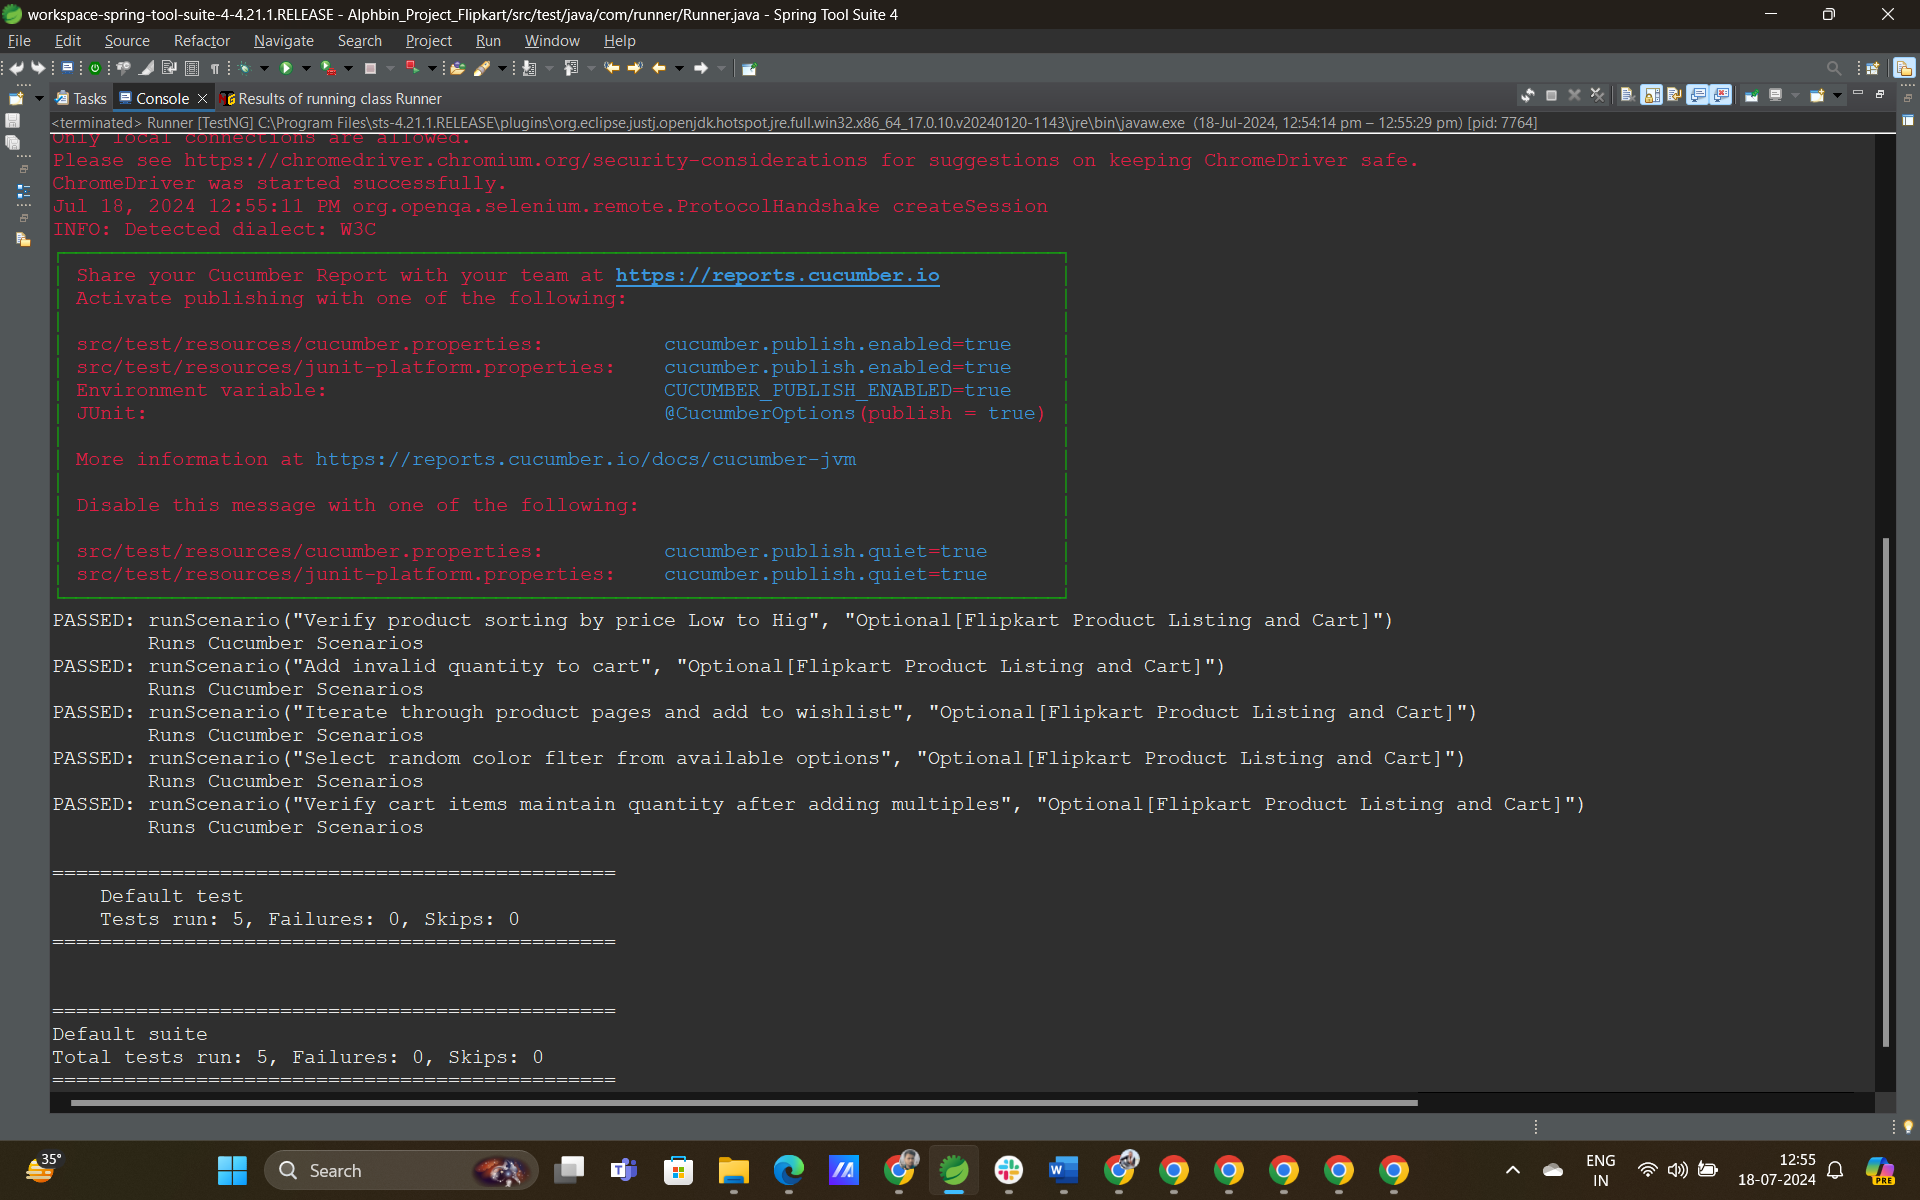 workspace-spring-tool-suite-4-4.21.1.RELEASE - Alphbin_Project_Flipkart/src/test/java/com/runner/Runner.java - Spring Tool Suite 4
File Edit Source Refactor Navigate Search Project Run Window Help
Tasks Console Results of running class Runner
<terminated> Runner [TestNG] C:\Program Files\sts-4.21.1.RELEASE\plugins\org.eclipse.justj.openjdk.hotspot.jre.full.win32.x86_64_17.0.10.v20240120-1143\jre\bin\javaw.exe (18-Jul-2024, 12:54:14 pm – 12:55:29 pm) [pid: 7764]
Only local connections are allowed.
Please see https://chromedriver.chromium.org/security-considerations for suggestions on keeping ChromeDriver safe.
ChromeDriver was started successfully.
Jul 18, 2024 12:55:11 PM org.openqa.selenium.remote.ProtocolHandshake createSession
INFO: Detected dialect: W3C
Share your Cucumber Report with your team at https://reports.cucumber.io
Activate publishing with one of the following:
src/test/resources/cucumber.properties: cucumber.publish.enabled=true
src/test/resources/junit-platform.properties: cucumber.publish.enabled=true
Environment variable: CUCUMBER_PUBLISH_ENABLED=true
JUnit: @CucumberOptions(publish = true)
More information at https://reports.cucumber.io/docs/cucumber-jvm
Disable this message with one of the following:
src/test/resources/cucumber.properties: cucumber.publish.quiet=true
src/test/resources/junit-platform.properties: cucumber.publish.quiet=true
PASSED: runScenario("Verify product sorting by price Low to Hig", "Optional[Flipkart Product Listing and Cart]")
Runs Cucumber Scenarios
PASSED: runScenario("Add invalid quantity to cart", "Optional[Flipkart Product Listing and Cart]")
Runs Cucumber Scenarios
PASSED: runScenario("Iterate through product pages and add to wishlist", "Optional[Flipkart Product Listing and Cart]")
Runs Cucumber Scenarios
PASSED: runScenario("Select random color flter from available options", "Optional[Flipkart Product Listing and Cart]")
Runs Cucumber Scenarios
PASSED: runScenario("Verify cart items maintain quantity after adding multiples", "Optional[Flipkart Product Listing and Cart]")
Runs Cucumber Scenarios
===============================================
Default test
Tests run: 5, Failures: 0, Skips: 0
===============================================
===============================================
Default suite
Total tests run: 5, Failures: 0, Skips: 0
===============================================
35°
Search
ENG
IN
12:55
18-07-2024
PRE